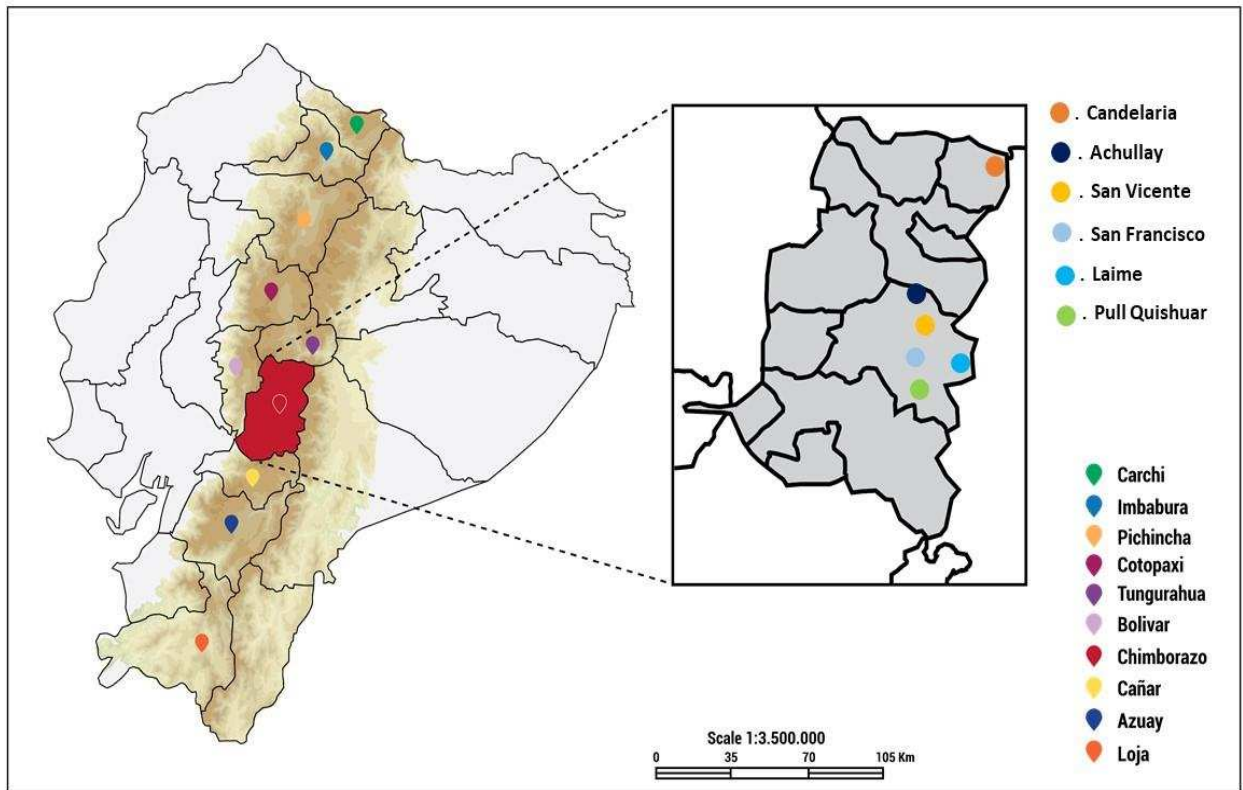 . Candelaria
. Achullay
. San Vicente
. San Francisco
. Laime
. Pull Quishuar
Carchi
Imbabura
Pichincha
Cotopaxi
Tungurahua
Bolivar
Chimborazo
Cañar
Azuay
Loja
Scale 1:3.500.000
0 35 70 105 Km